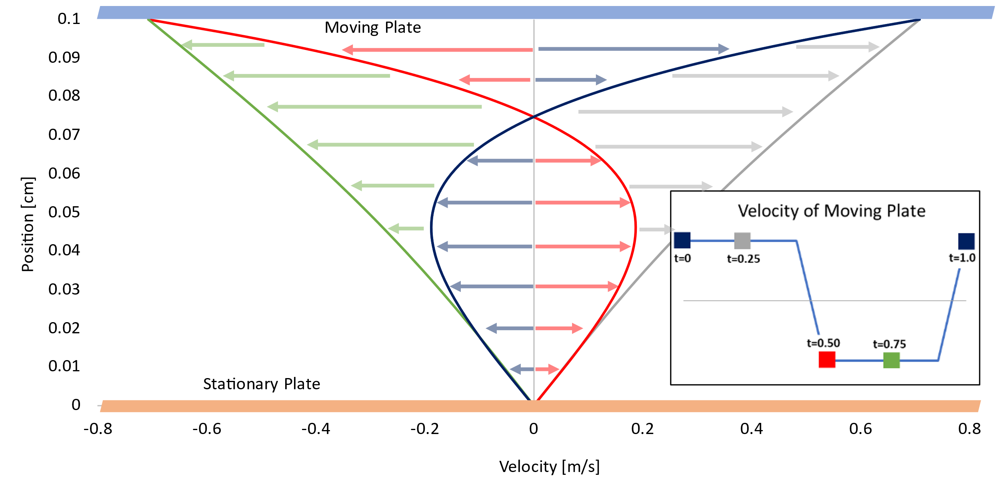 0.1
Moving Plate
0.09
0.08
0.07
0.06
0.05
0.04
0.03
0.02
0.01
0
Position [cm]
Velocity of Moving Plate
t=0
t=0.25
t=1.0
t=0.50
t=0.75
Stationary Plate
-0.8
-0.6
-0.4
-0.2
0
0.2
0.4
0.6
0.8
Velocity [m/s]